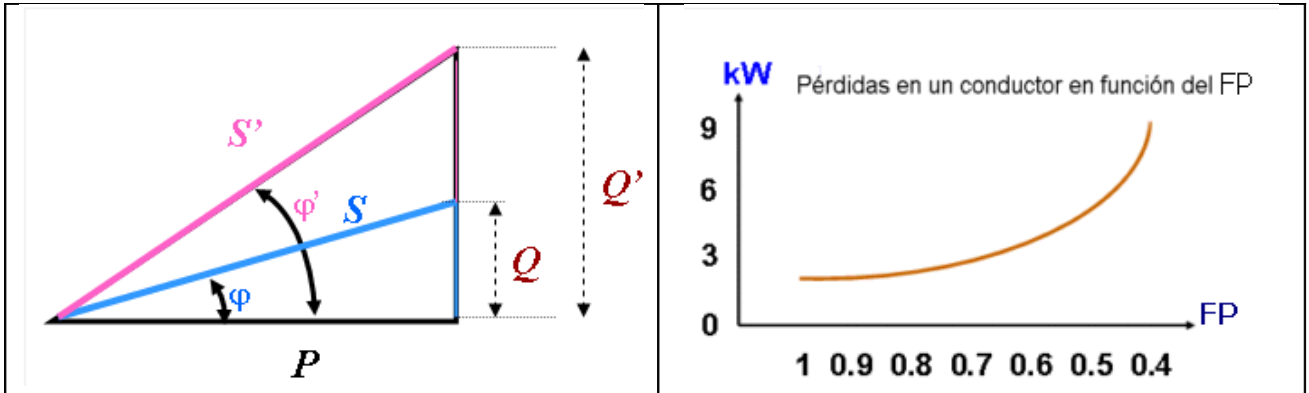 S’
φ’
S
φ
P
Q
Q’
kW
Pérdidas en un conductor en función del FP
9
6
3
0
FP
1 0.9 0.8 0.7 0.6 0.5 0.4